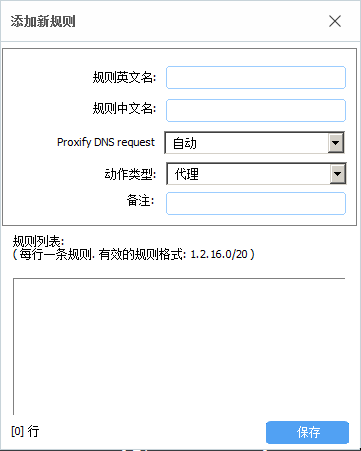 添加新规则
规则英文名:
规则中文名:
Proxify DNS request 自动
动作类型: 代理
备注:
规则列表:
( 每行一条规则. 有效的规则格式: 1.2.16.0/20 )
[0] 行 保存